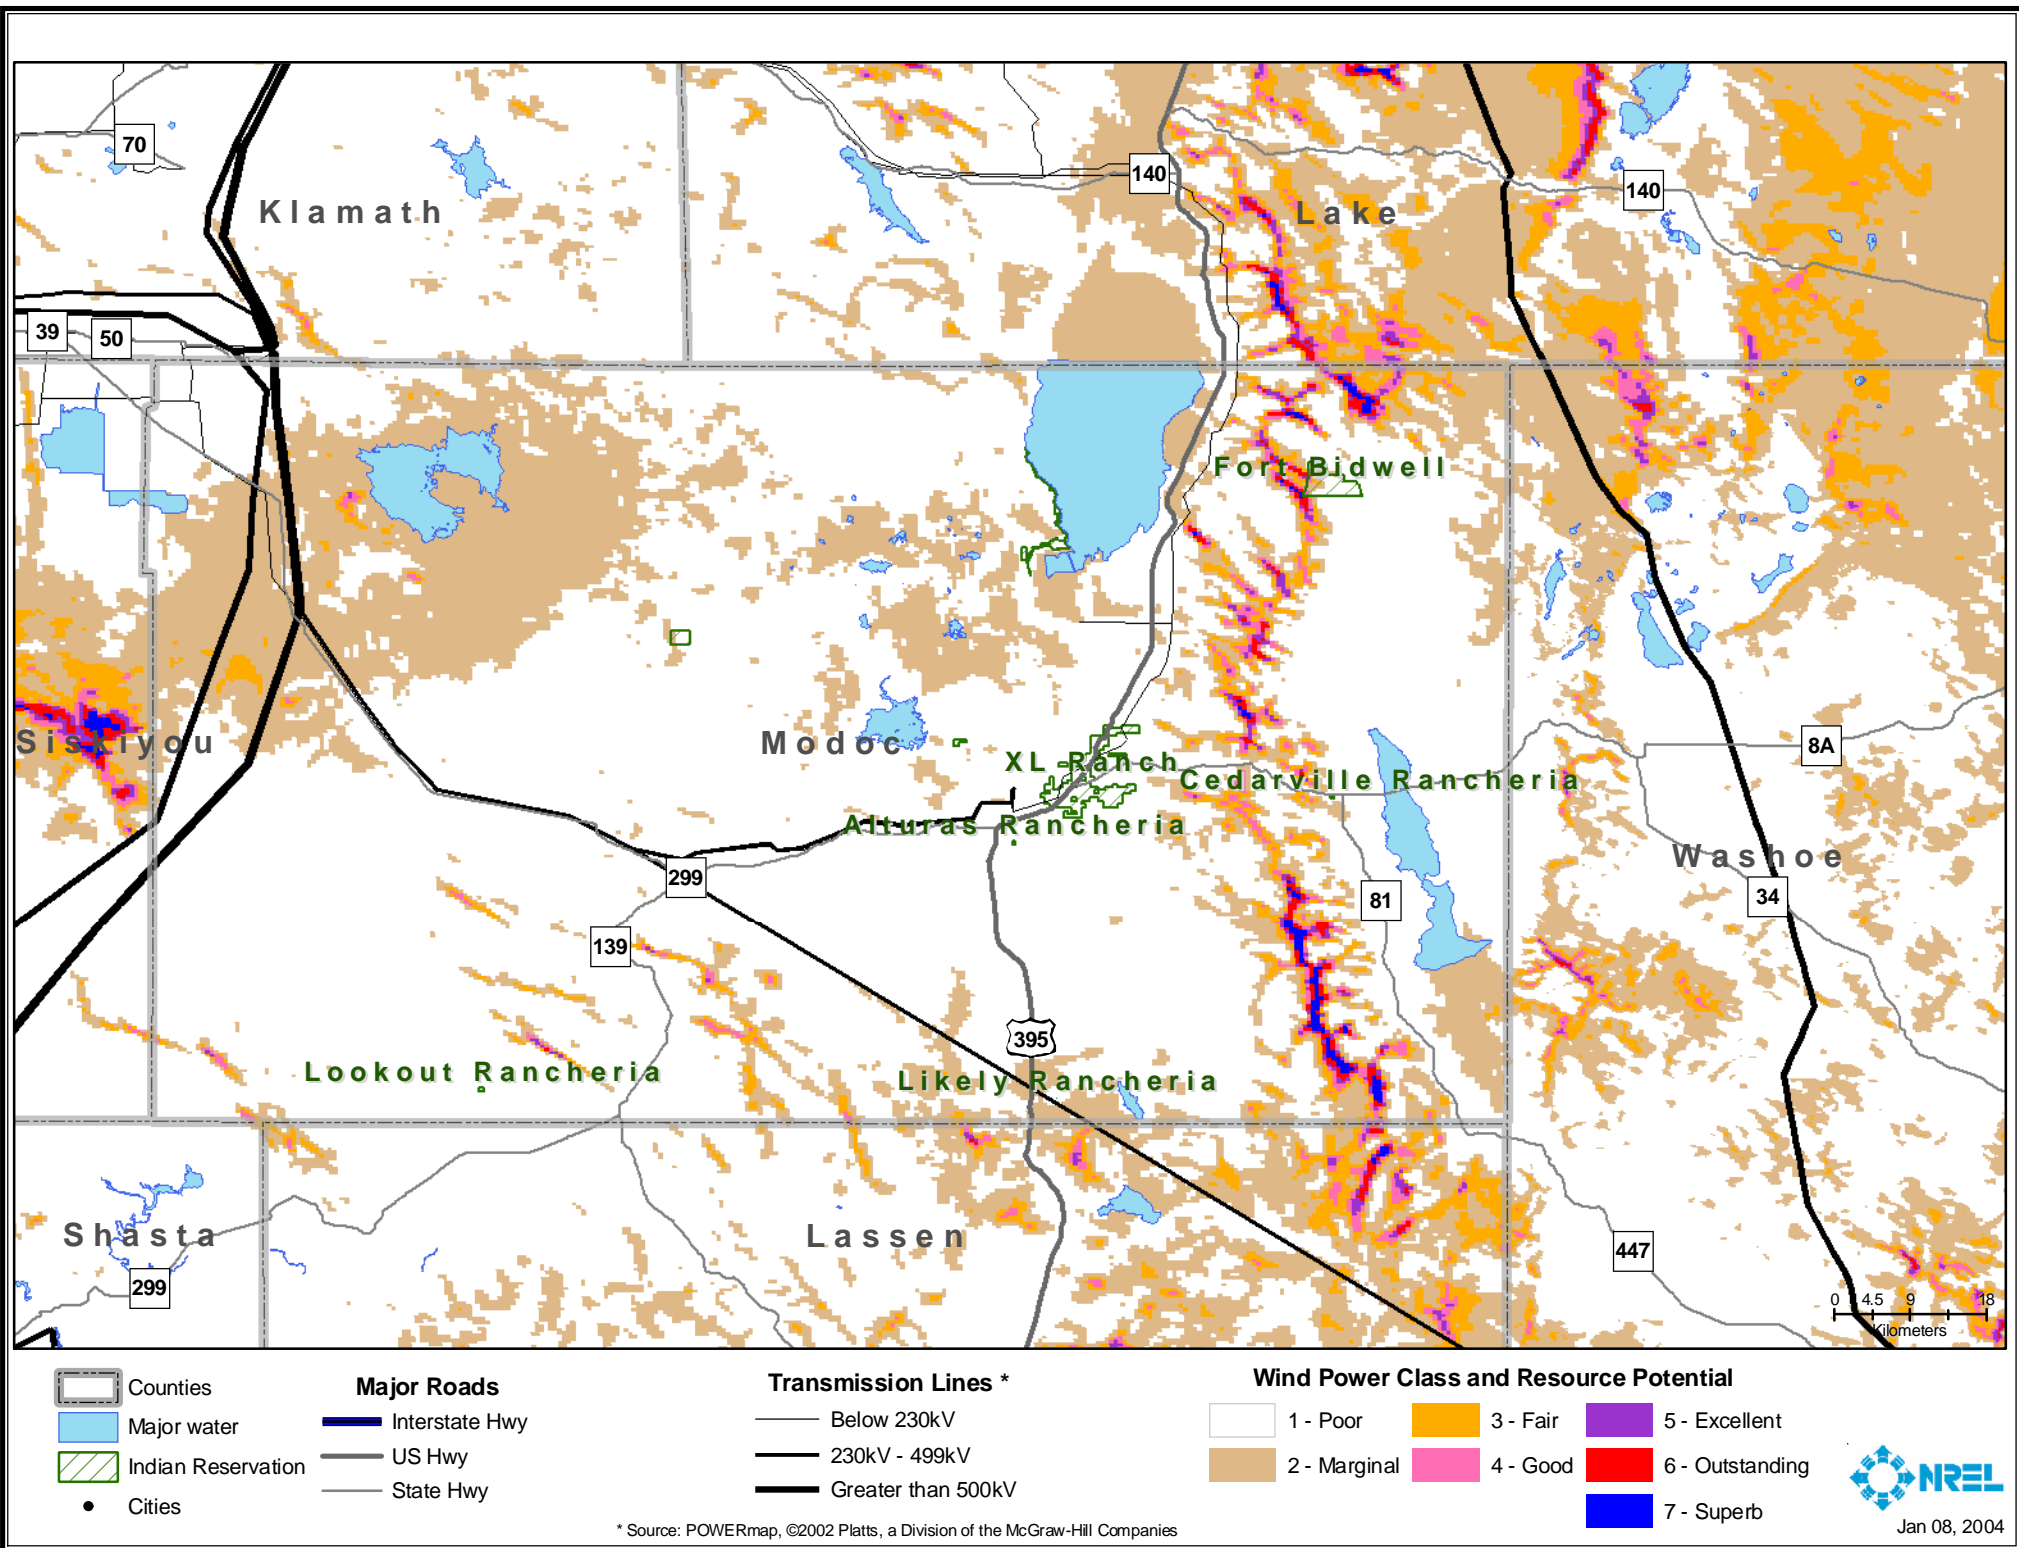 70
Klamath
140
Lake
140
39
50
Fort Bidwell
Siskiyou
Modoc
XL Ranch
Cedarville Rancheria
8A
Alturas Rancheria
Washoe
299
81
34
139
395
Lookout Rancheria
Likely Rancheria
Shasta
Lassen
299
447
0 4.5 9 18
Kilometers
Counties
Major water
Indian Reservation
Cities
Major Roads
Interstate Hwy
US Hwy
State Hwy
Transmission Lines *
Below 230kV
230kV - 499kV
Greater than 500kV
* Source: POWERmap, ©2002 Platts, a Division of the McGraw-Hill Companies
Wind Power Class and Resource Potential
1 - Poor
2 - Marginal
3 - Fair
4 - Good
5 - Excellent
6 - Outstanding
7 - Superb
NREL
Jan 08, 2004